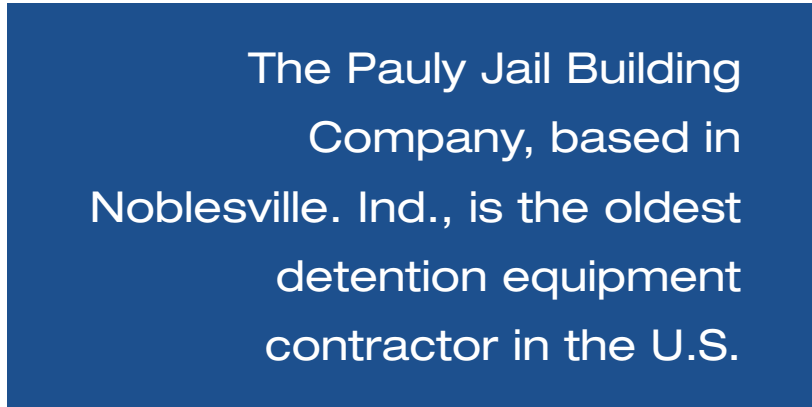 The Pauly Jail Building
Company, based in
Noblesville. Ind., is the oldest
detention equipment
contractor in the U.S.